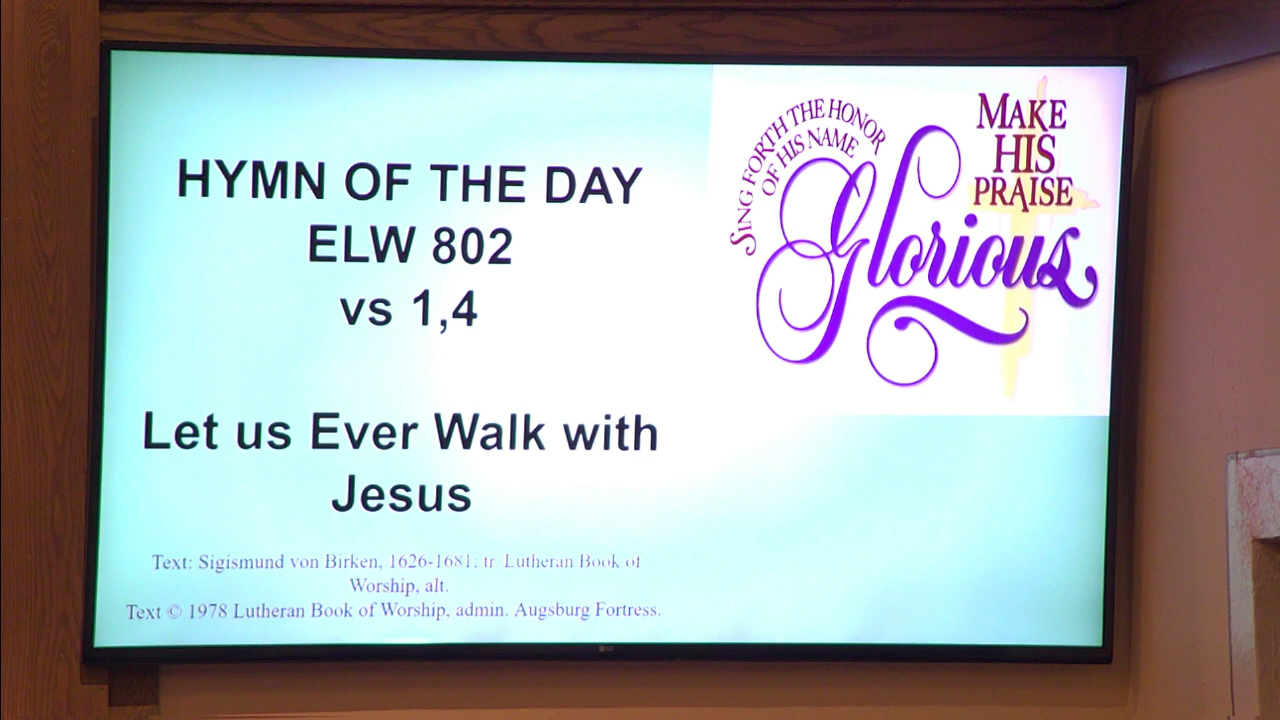 HYMN OF THE DAY
ELW 802
vs 1,4
Let us Ever Walk with
Jesus
Text: Sigismund von Birken, 1626-1681; tr. Lutheran Book of
Worship, alt.
Text © 1978 Lutheran Book of Worship, admin. Augsburg Fortress.
SING FORTH THE HONOR
OF HIS NAME
MAKE
HIS
PRAISE
Glorious
LG